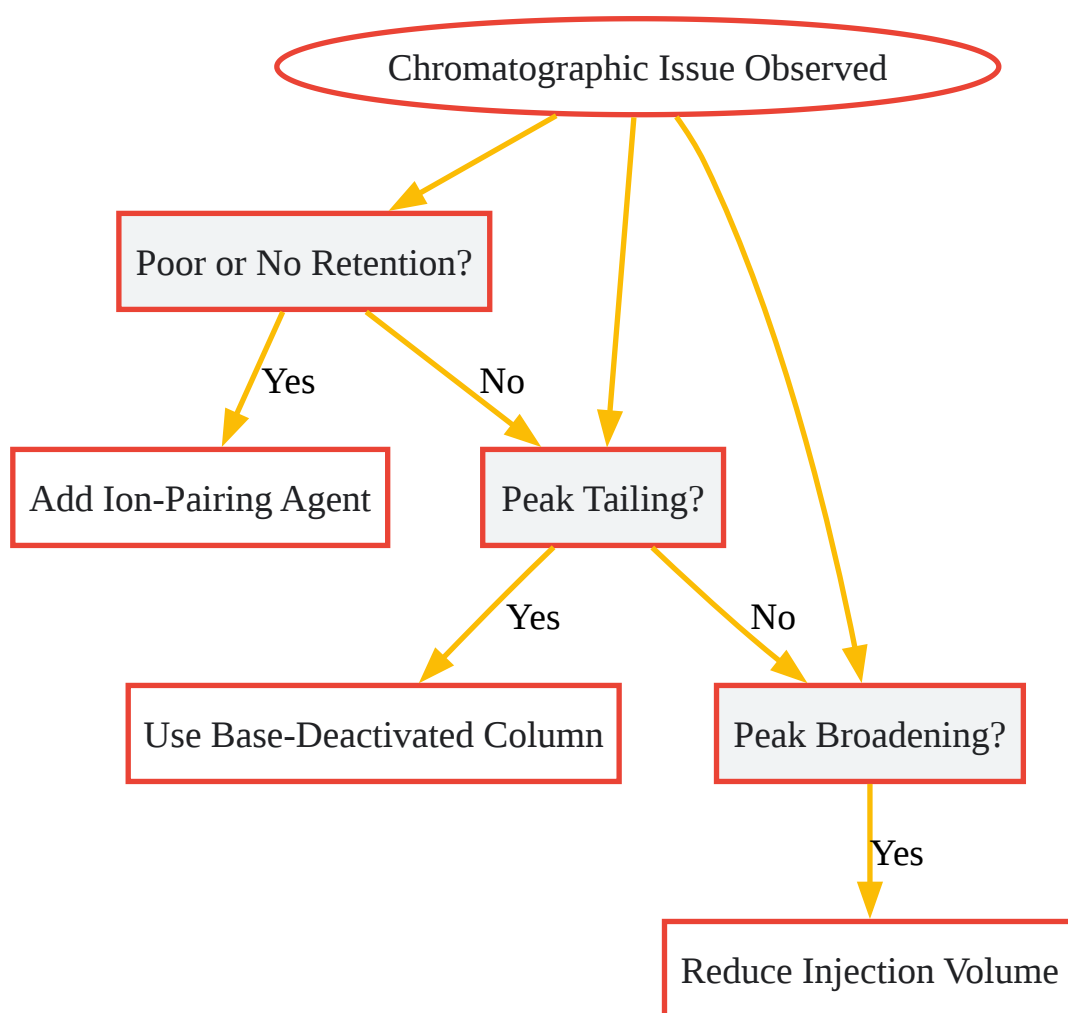 Chromatographic Issue Observed
Poor or No Retention?
Yes
No
Add Ion-Pairing Agent
Peak Tailing?
Yes
No
Use Base-Deactivated Column
Peak Broadening?
Yes
Reduce Injection Volume